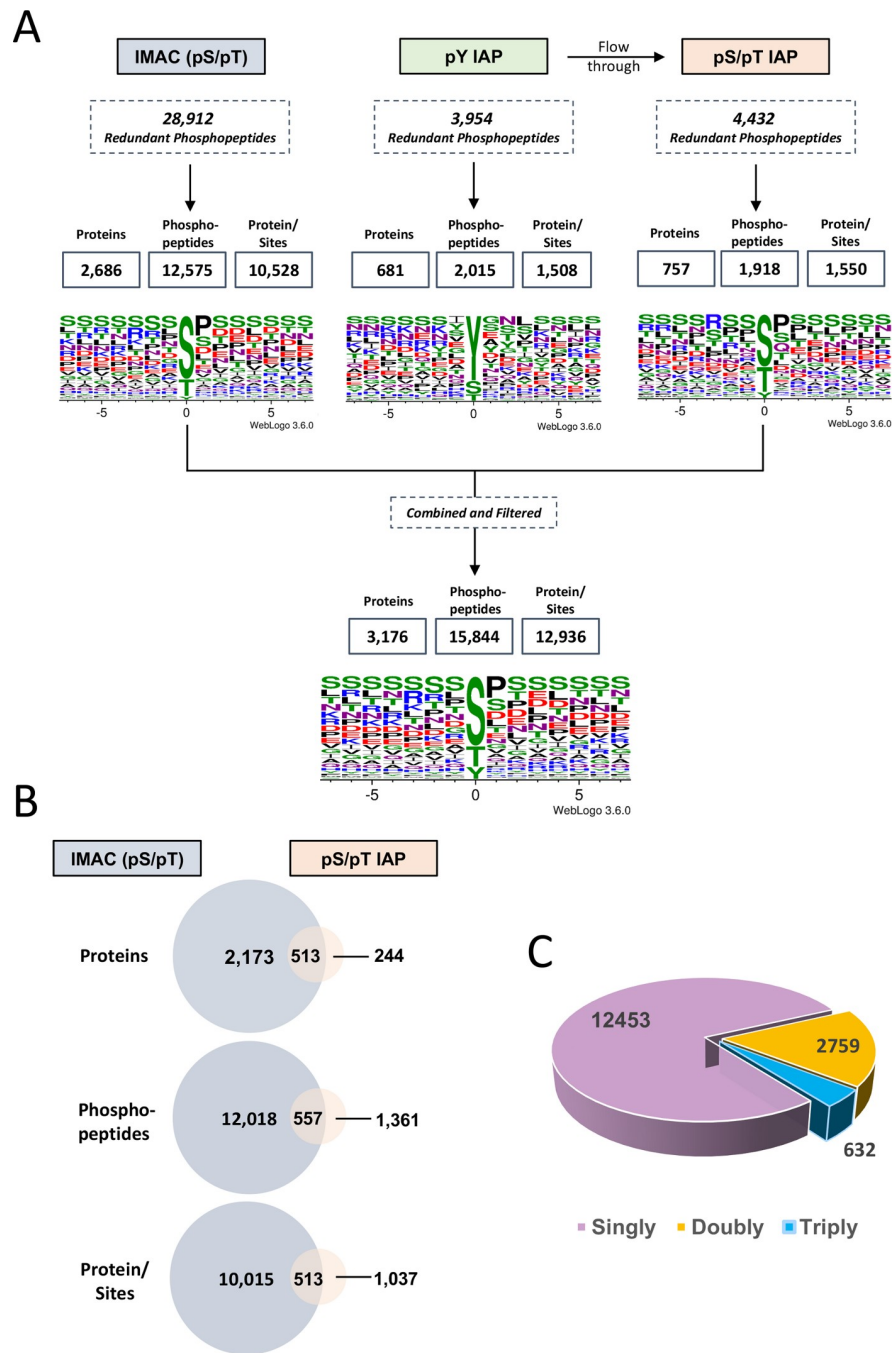 A
IMAC (pS/pT)
pY IAP
Flow
through
pS/pT IAP
28,912
Redundant Phosphopeptides
3,954
Redundant Phosphopeptides
4,432
Redundant Phosphopeptides
Proteins
Phospho-
peptides
Protein/
Sites
Proteins
Phospho-
peptides
Protein/
Sites
Proteins
Phospho-
peptides
Protein/
Sites
2,686
12,575
10,528
681
2,015
1,508
757
1,918
1,550
-5 0 5
WebLogo 3.6.0
-5 0 5
WebLogo 3.6.0
-5 0 5
WebLogo 3.6.0
Combined and Filtered
Proteins
Phospho-
peptides
Protein/
Sites
3,176
15,844
12,936
-5 0 5
WebLogo 3.6.0
B
IMAC (pS/pT)
pS/pT IAP
Proteins
2,173 513 244
Phospho-
peptides
12,018 557 1,361
Protein/
Sites
10,015 513 1,037
C
12453
2759
632
Singly Doubly Triply